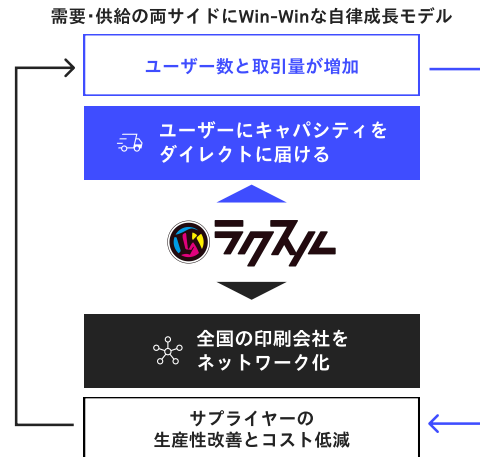 需要・供給の両サイドにWin-Winな自律成長モデル
ユーザー数と取引量が増加
ユーザーにキャパシティを
ダイレクトに届ける
ラクスル
全国の印刷会社を
ネットワーク化
サプライヤーの
生産性改善とコスト低減